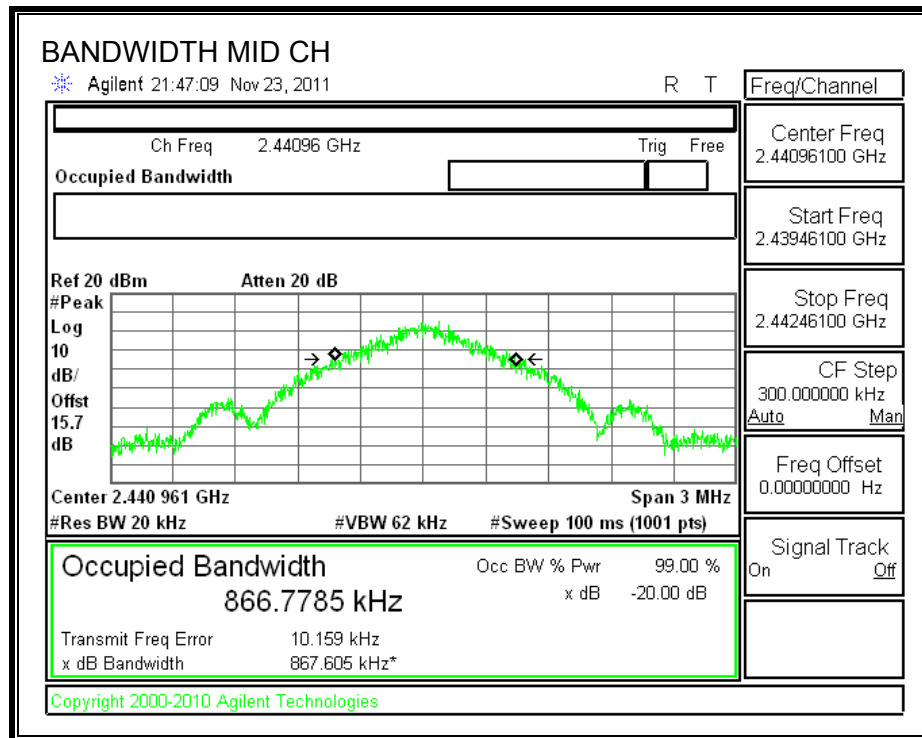 BANDWIDTH MID CH
Agilent 21:47:09 Nov 23, 2011 R T
Freq/Channel
Ch Freq 2.44096 GHz Trig Free
Occupied Bandwidth
Center Freq
2.44096100 GHz
Start Freq
2.43946100 GHz
Stop Freq
2.44246100 GHz
CF Step
300.000000 kHz
Auto Man
Freq Offset
0.00000000 Hz
Signal Track
On Off
Ref 20 dBm Atten 20 dB
#Peak
Log
10
dB/
Offst
15.7
dB
Center 2.440 961 GHz Span 3 MHz
#Res BW 20 kHz #VBW 62 kHz #Sweep 100 ms (1001 pts)
Occupied Bandwidth
866.7785 kHz
Occ BW % Pwr 99.00 %
x dB -20.00 dB
Transmit Freq Error 10.159 kHz
x dB Bandwidth 867.605 kHz*
Copyright 2000-2010 Agilent Technologies